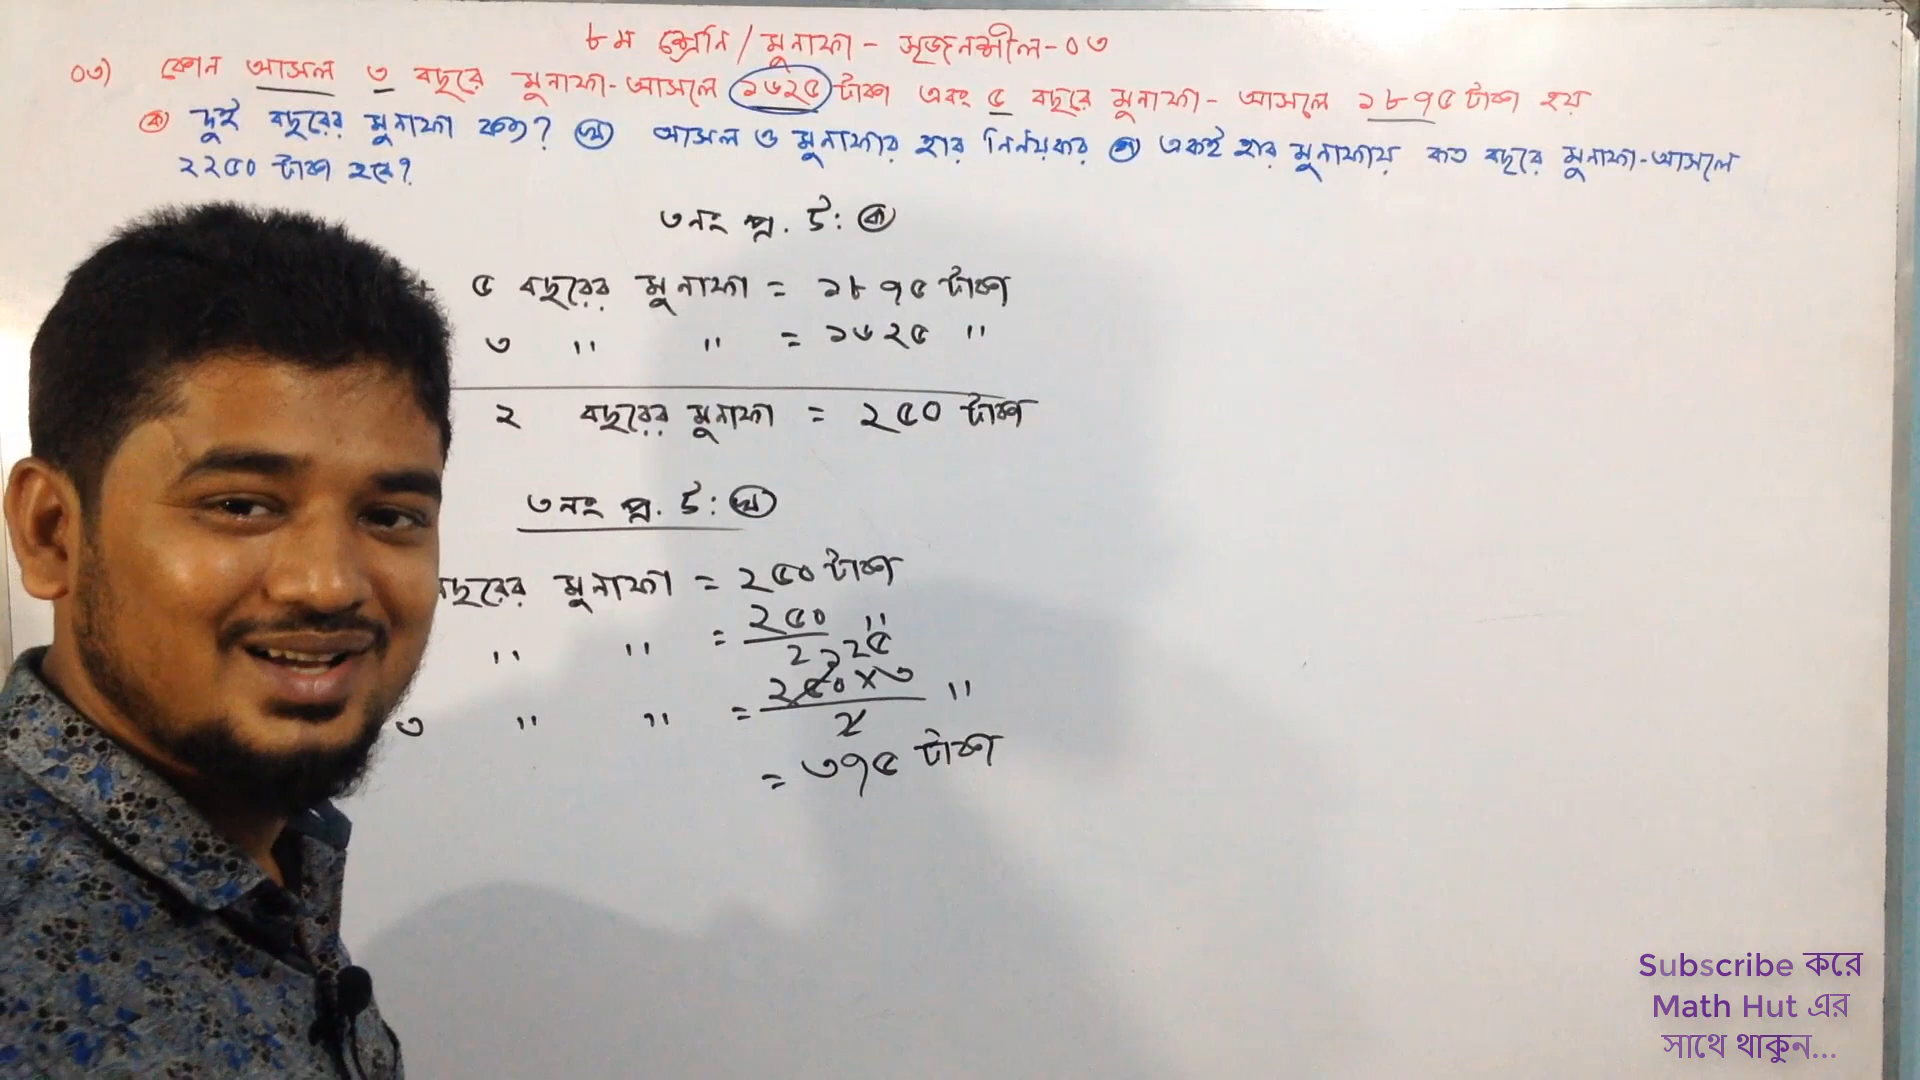 ৮ম শ্রেনি / মুনাফা - সৃজনশীল-০৩
০৩) কোন আসল ৩ বছরে মুনাফা-আসলে ১৬২৫ টাকা এবং ৫ বছরে মুনাফা- আসলে ১৮৭৫ টাকা হয়
ক দুই বছরের মুনাফা কত? খ আসল ও মুনাফার হার নির্নয়কর গ একই হার মুনাফায় কত বছরে মুনাফা-আসলে
২২৫০ টাকা হবে?
৩নং প্র. উ: ক
৫ বছরের মুনাফা = ১৮৭৫ টাকা
৩ " " = ১৬২৫ "
২ বছরের মুনাফা = ২৫০ টাকা
৩নং প্র. উ: খ
বছরের মুনাফা = ২৫০ টাকা
" " = ২৫০/২ "
১২৫
৩ " " = ২৫০×৩/২ "
= ৩৭৫ টাকা
Subscribe করে
Math Hut এর
সাথে থাকুন...